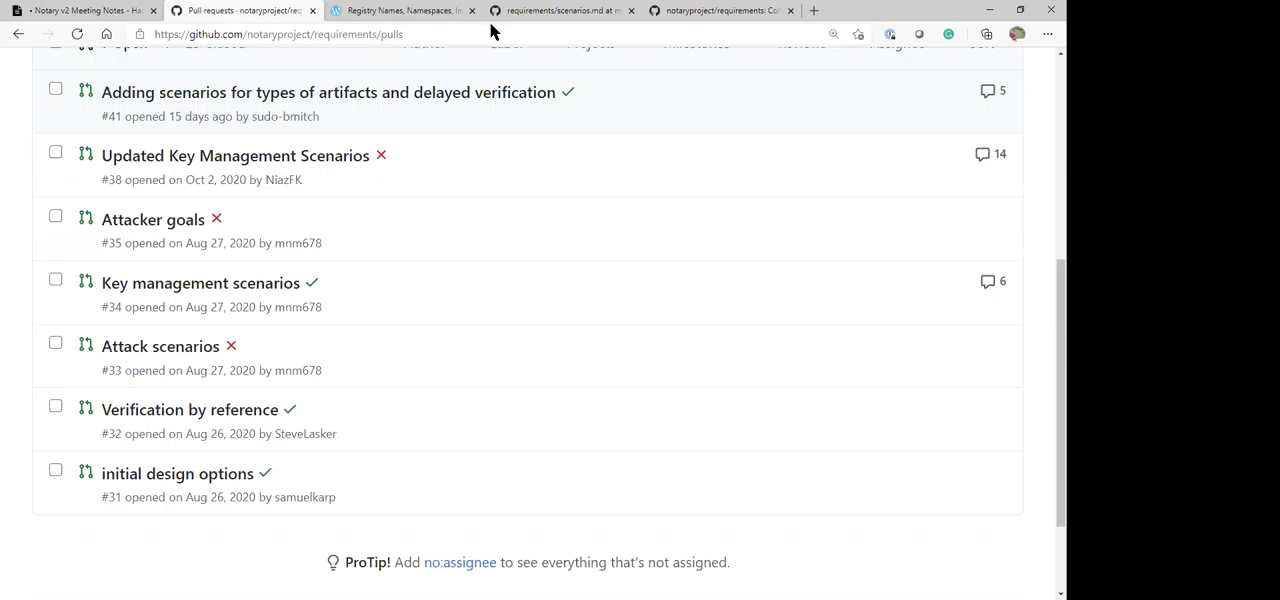 • Notary v2 Meeting Notes - Ha
Pull requests · notaryproject/req
Registry Names, Namespaces, Im
requirements/scenarios.md at m
notaryproject/requirements: Col
https://github.com/notaryproject/requirements/pulls
Adding scenarios for types of artifacts and delayed verification
5
#41 opened 15 days ago by sudo-bmitch
Updated Key Management Scenarios
14
#38 opened on Oct 2, 2020 by NiazFK
Attacker goals
#35 opened on Aug 27, 2020 by mnm678
Key management scenarios
6
#34 opened on Aug 27, 2020 by mnm678
Attack scenarios
#33 opened on Aug 27, 2020 by mnm678
Verification by reference
#32 opened on Aug 26, 2020 by SteveLasker
initial design options
#31 opened on Aug 26, 2020 by samuelkarp
ProTip! Add no:assignee to see everything that's not assigned.